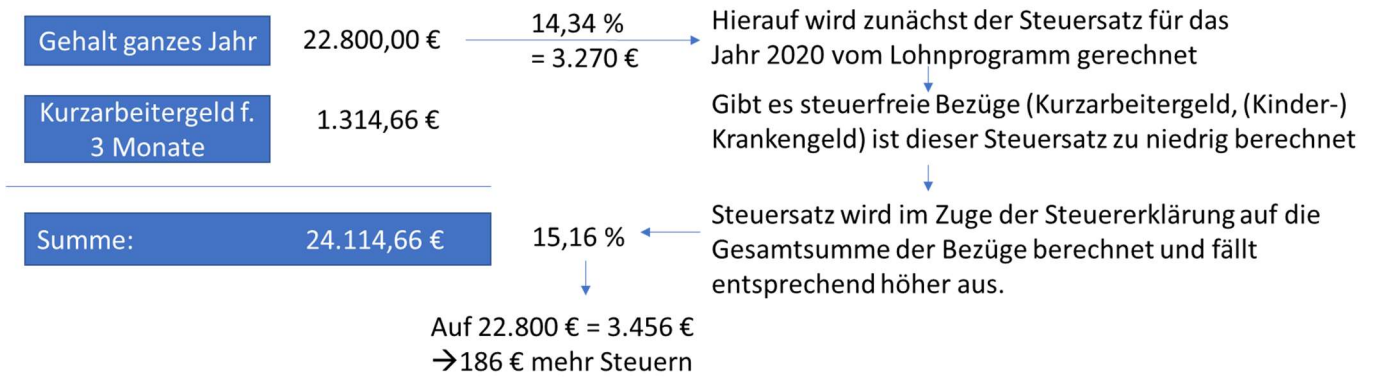 Gehalt ganzes Jahr
22.800,00 €
14,34 %
= 3.270 €
Hierauf wird zunächst der Steuersatz für das
Jahr 2020 vom Lohnprogramm gerechnet
Kurzarbeitergeld f.
3 Monate
1.314,66 €
Gibt es steuerfreie Bezüge (Kurzarbeitergeld, (Kinder-)
Krankengeld) ist dieser Steuersatz zu niedrig berechnet
Summe:
24.114,66 €
15,16 %
Steuersatz wird im Zuge der Steuererklärung auf die
Gesamtsumme der Bezüge berechnet und fällt
entsprechend höher aus.
Auf 22.800 € = 3.456 €
→186 € mehr Steuern